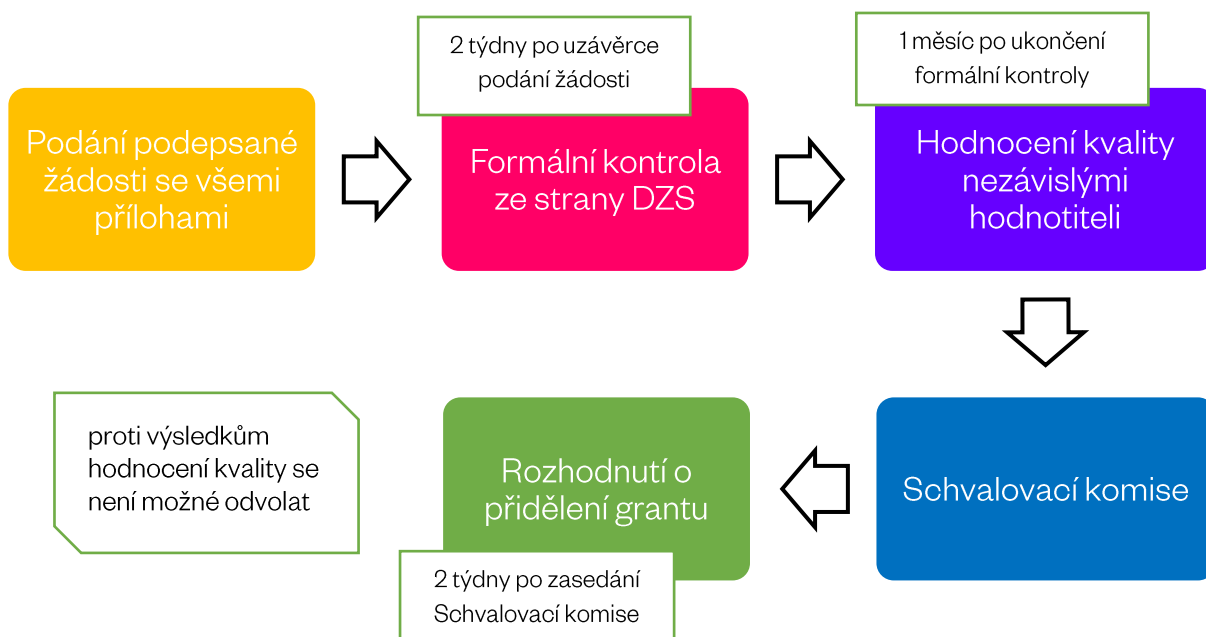 Podání podepsané
žádosti se všemi
přílohami
2 týdny po uzávěrce
podání žádosti
Formální kontrola
ze strany DZS
1 měsíc po ukončení
formální kontroly
Hodnocení kvality
nezávislými
hodnotiteli
Schvalovací komise
Rozhodnutí o
přidělení grantu
2 týdny po zasedání
Schvalovací komise
proti výsledkům
hodnocení kvality se
není možné odvolat